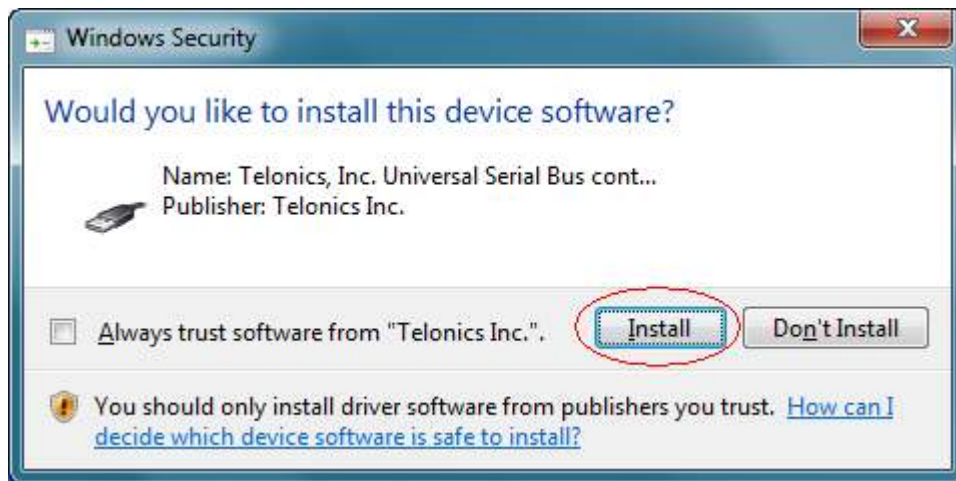 Windows Security
Would you like to install this device software?
Name: Telonics, Inc. Universal Serial Bus cont...
Publisher: Telonics Inc.
Always trust software from "Telonics Inc.".
Install
Don't Install
You should only install driver software from publishers you trust. How can I
decide which device software is safe to install?